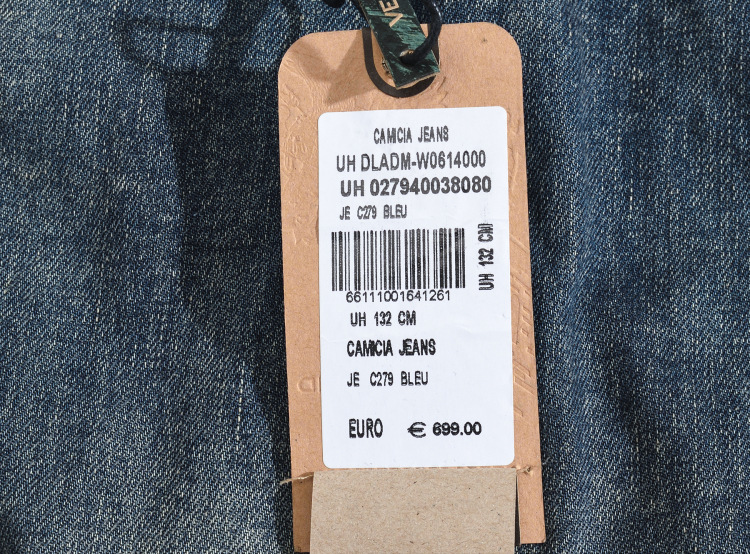 VE
CAMICIA JEANS
UH DLADM-W0614000
UH 027940038080
JE C279 BLEU
UH 132 CM
66111001641261
UH 132 CM
CAMICIA JEANS
JE C279 BLEU
EURO € 699.00